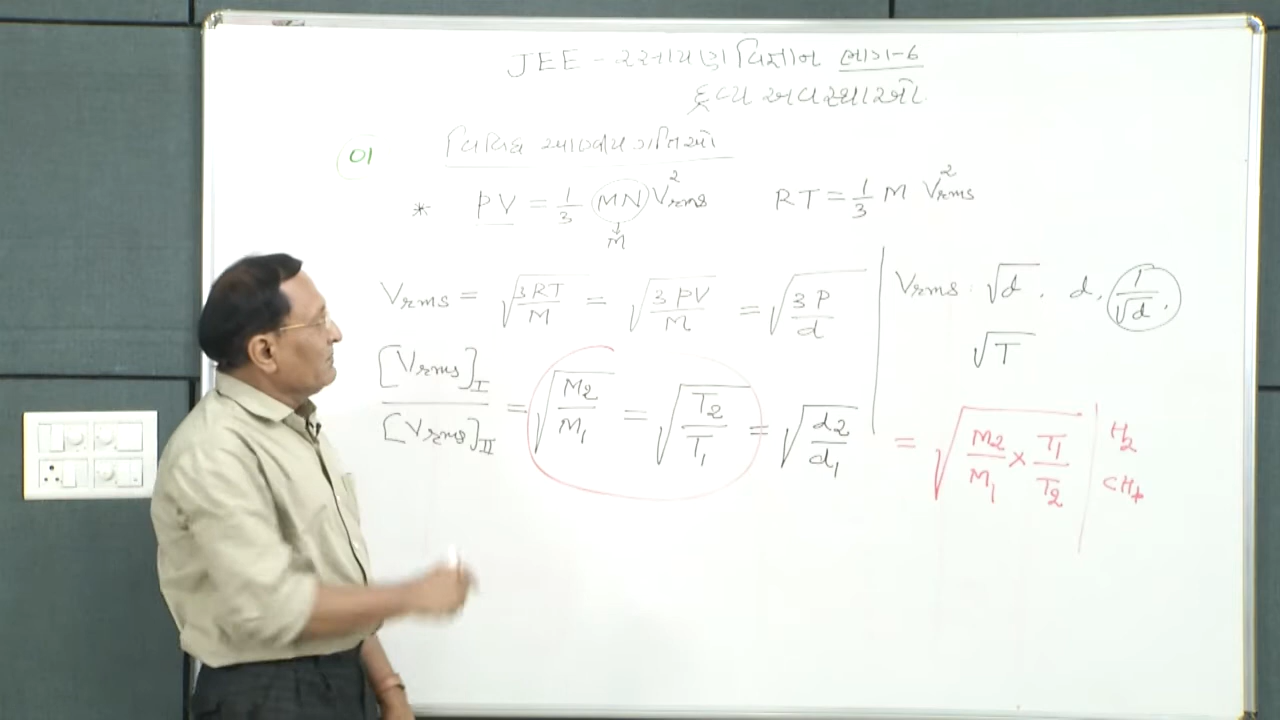 JEE - રસાયણ વિજ્ઞાન ભાગ-6
દ્રવ્ય અવસ્થાઓ
01 વિવિધ આણ્વીય ગતિઓ
* PV = 1/3 MN V²rms RT = 1/3 M V²rms
↓
M
Vrms = √(3RT/M) = √(3PV/M) = √(3P/d) Vrms : √d . d, 1/√d.
√T
[Vrms]I / [Vrms]II = √(M2/M1) = √(T2/T1) = √(d2/d1) = √(M2/M1 × T1/T2) H2
CH4